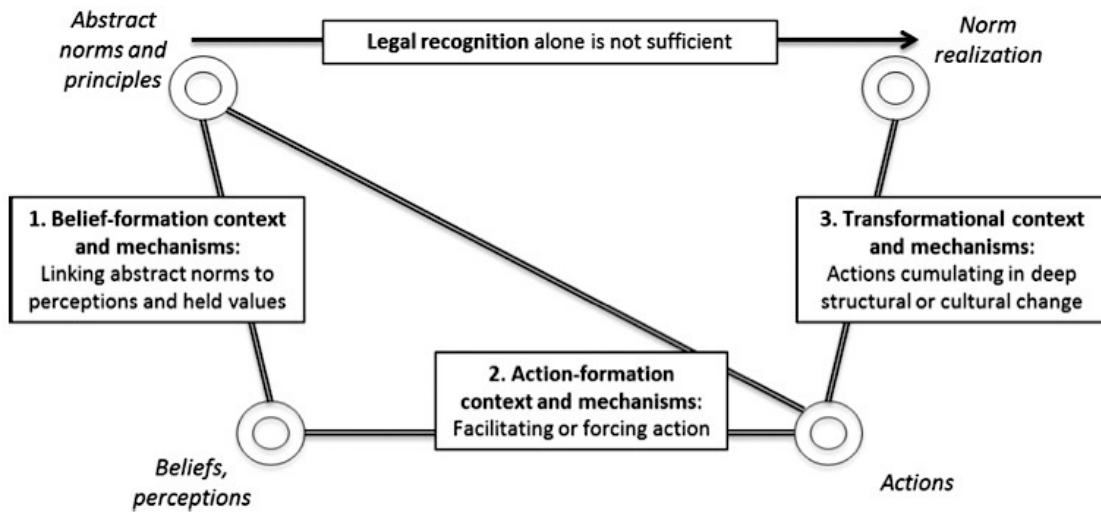 Abstract
norms and
principles
Legal recognition alone is not sufficient
Norm
realization
1. Belief-formation context
and mechanisms:
Linking abstract norms to
perceptions and held values
3. Transformational context
and mechanisms:
Actions cumulating in deep
structural or cultural change
2. Action-formation
context and mechanisms:
Facilitating or forcing action
Beliefs,
perceptions
Actions